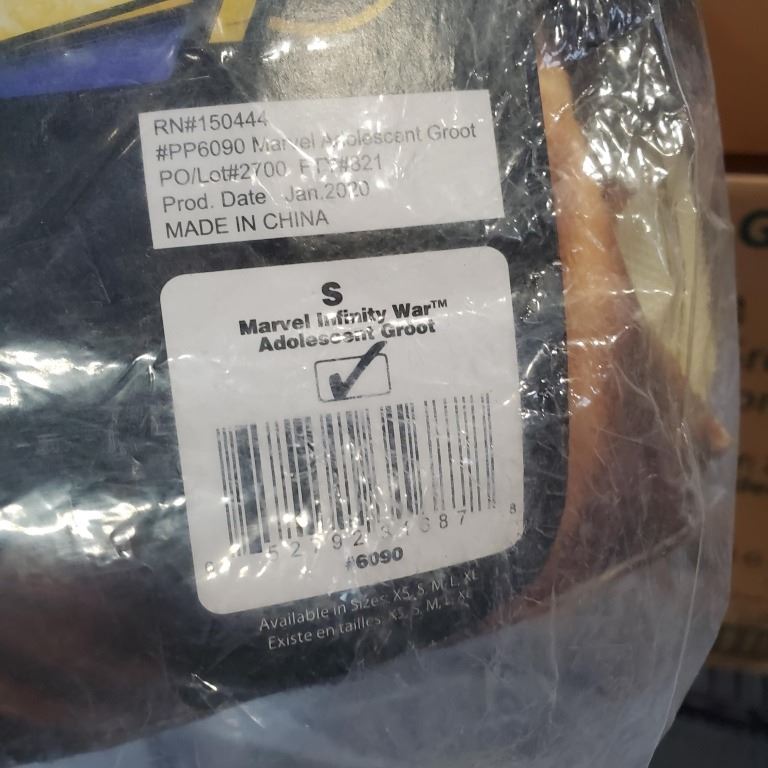 RN#150444
#PP6090 Marvel Adolescent Groot
PO/Lot#2700 #321
Prod. Date Jan.2020
MADE IN CHINA
S
Marvel Infinity War™
Adolescent Groot
#6090
Available in Sizes: XS, S, M, L, XL
Existe en tailles: XS, S, M, L, XL
G